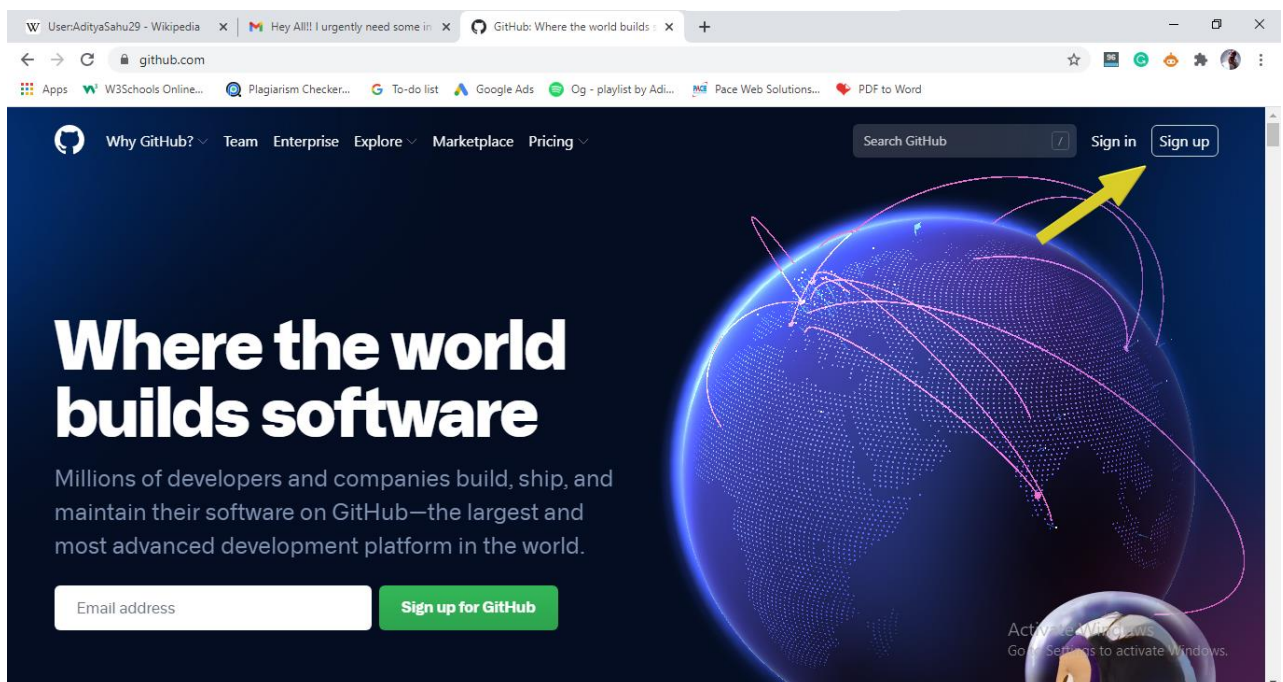 W User:AdityaSahu29 - Wikipedia
Hey All!! I urgently need some in
GitHub: Where the world builds s
github.com
Apps
W3Schools Online...
Plagiarism Checker...
G To-do list
Google Ads
Og - playlist by Adi...
PACE Pace Web Solutions...
PDF to Word
Why GitHub? Team Enterprise Explore Marketplace Pricing
Search GitHub /
Sign in
Sign up
Where the world
builds software
Millions of developers and companies build, ship, and
maintain their software on GitHub—the largest and
most advanced development platform in the world.
Email address
Sign up for GitHub
Activate Windows
Go to Settings to activate Windows.